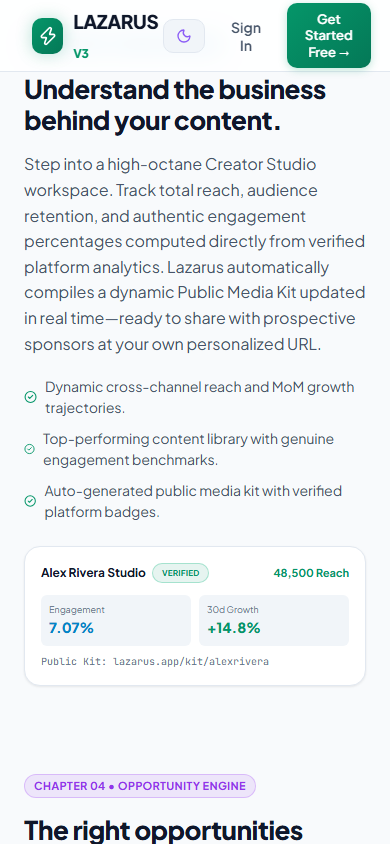 LAZARUS
V3
Sign
In
Get
Started
Free →
Understand the business
behind your content.
Step into a high-octane Creator Studio
workspace. Track total reach, audience
retention, and authentic engagement
percentages computed directly from verified
platform analytics. Lazarus automatically
compiles a dynamic Public Media Kit updated
in real time—ready to share with prospective
sponsors at your own personalized URL.
Dynamic cross-channel reach and MoM growth
trajectories.
Top-performing content library with genuine
engagement benchmarks.
Auto-generated public media kit with verified
platform badges.
Alex Rivera Studio VERIFIED 48,500 Reach
Engagement 30d Growth
7.07% +14.8%
Public Kit: lazarus.app/kit/alexrivera
CHAPTER 04 • OPPORTUNITY ENGINE
The right opportunities